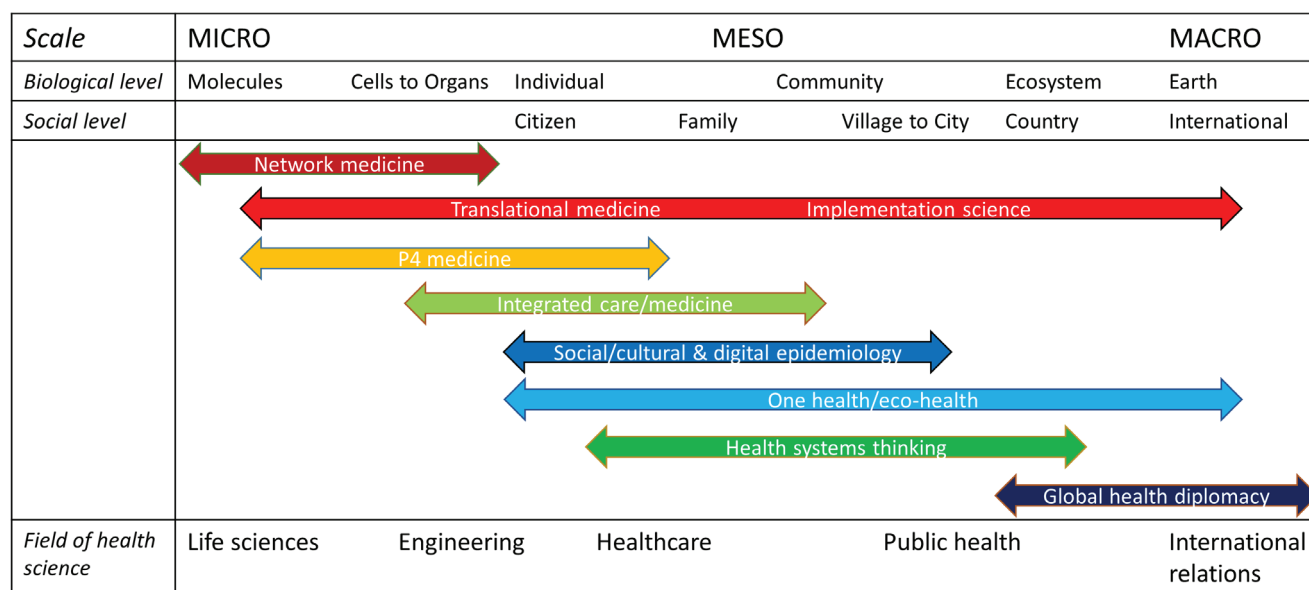 Scale MICRO MESO MACRO
Biological level Molecules Cells to Organs Individual Community Ecosystem Earth
Social level Citizen Family Village to City Country International
Network medicine
Translational medicine Implementation science
P4 medicine
Integrated care/medicine
Social/cultural & digital epidemiology
One health/eco-health
Health systems thinking
Global health diplomacy
Field of health science Life sciences Engineering Healthcare Public health International relations